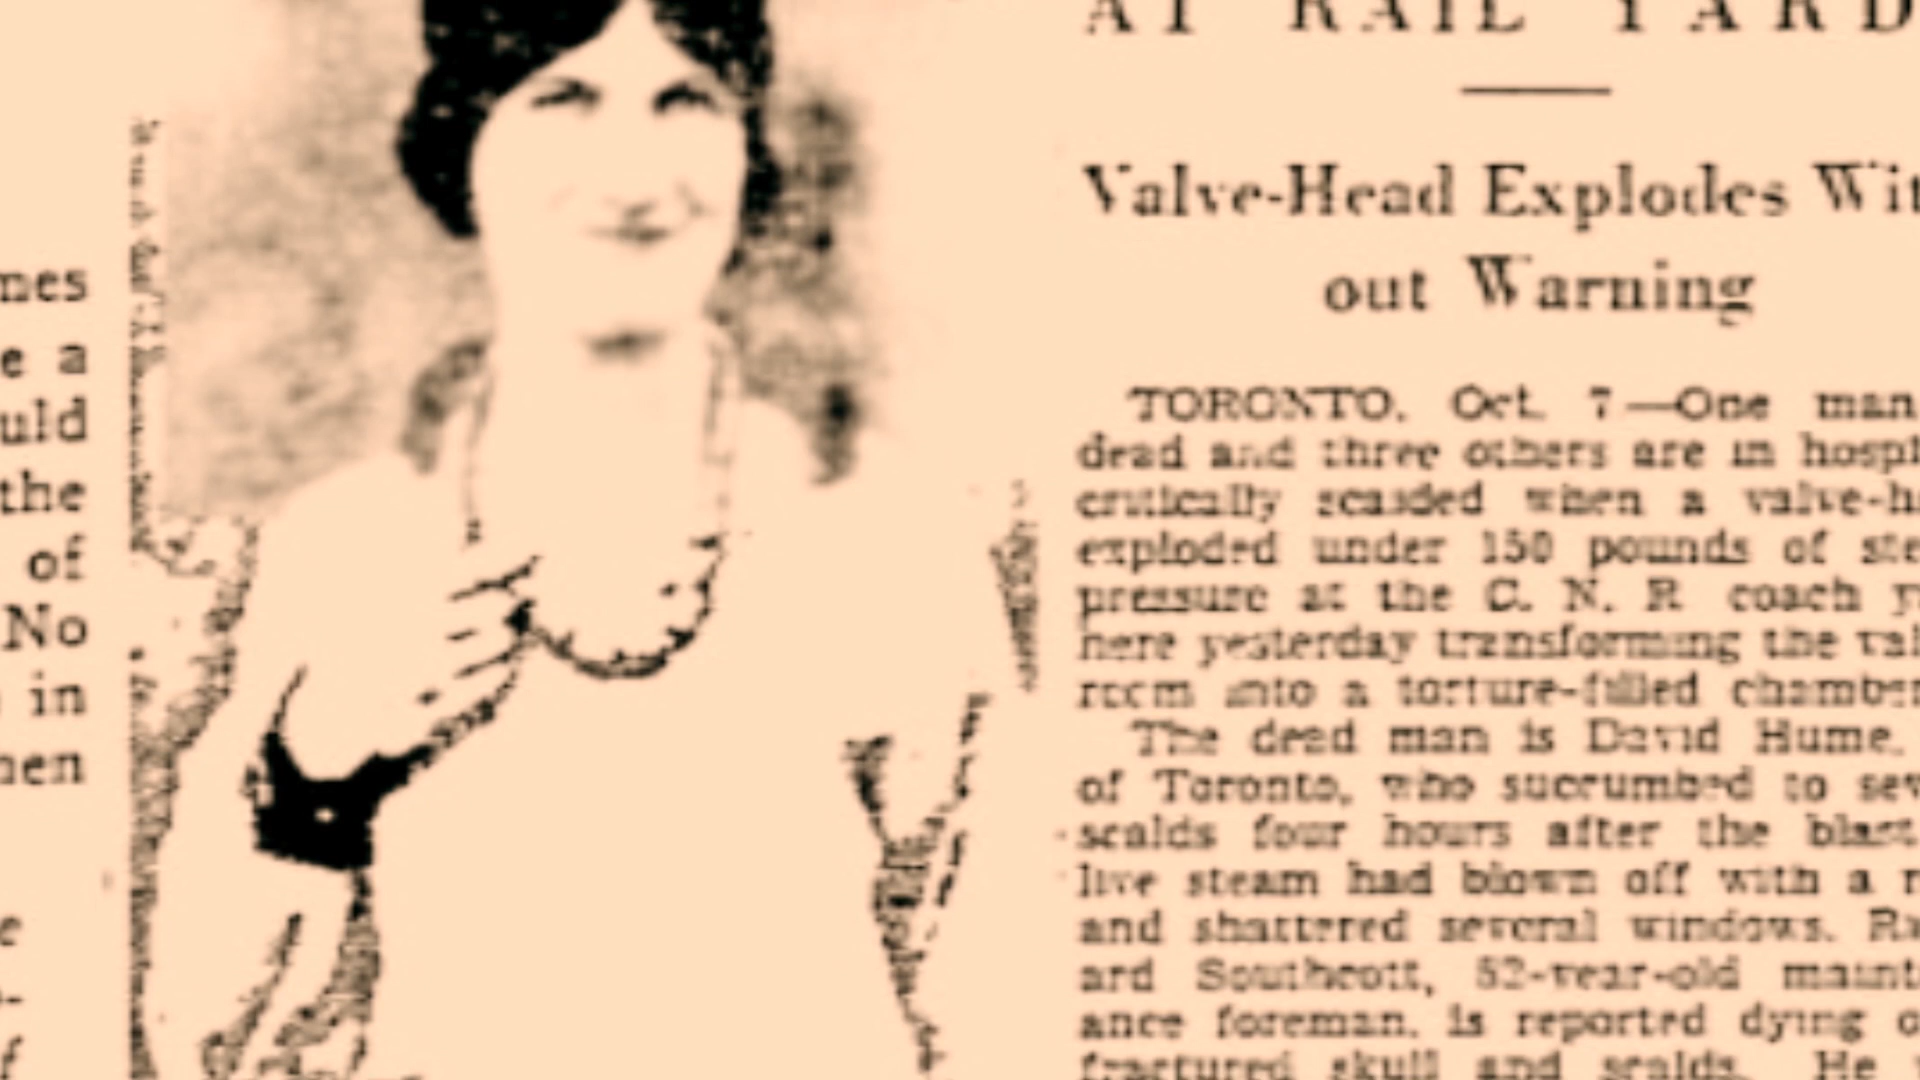 mes
e a
uld
the
of
No
in
hen
e
-
f
AT RAIL YARD
Valve-Head Explodes Wit
out Warning
TORONTO, Oct. 7—One man
dead and three others are in hospi
critically scalded when a valve-h
exploded under 150 pounds of ste
pressure at the C. N. R coach y
here yesterday transforming the val
room into a torture-filled chamber
The dead man is David Hume,
of Toronto, who succumbed to sev
scalds four hours after the blast
live steam had blown off with a r
and shattered several windows. Ra
ard Southcott, 52-year-old maint
ance foreman, is reported dying o
fractured skull and scalds. He